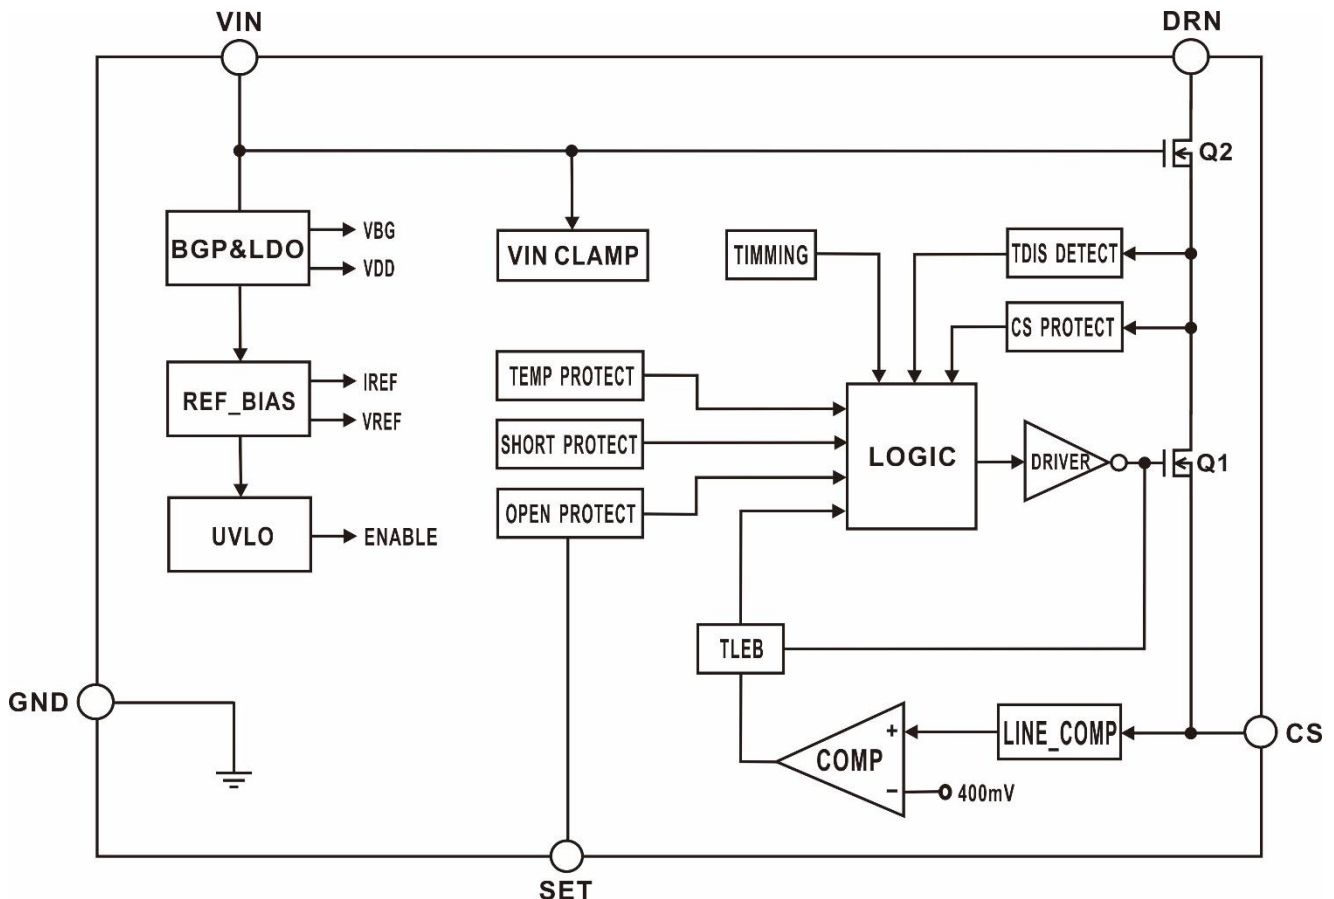 VIN
DRN
Q2
BGP&LDO
VBG
VDD
VIN CLAMP
TIMMING
TDIS DETECT
CS PROTECT
REF_BIAS
IREF
VREF
TEMP PROTECT
SHORT PROTECT
OPEN PROTECT
LOGIC
DRIVER
Q1
UVLO
ENABLE
TLEB
GND
COMP
+
−
LINE_COMP
CS
400mV
SET